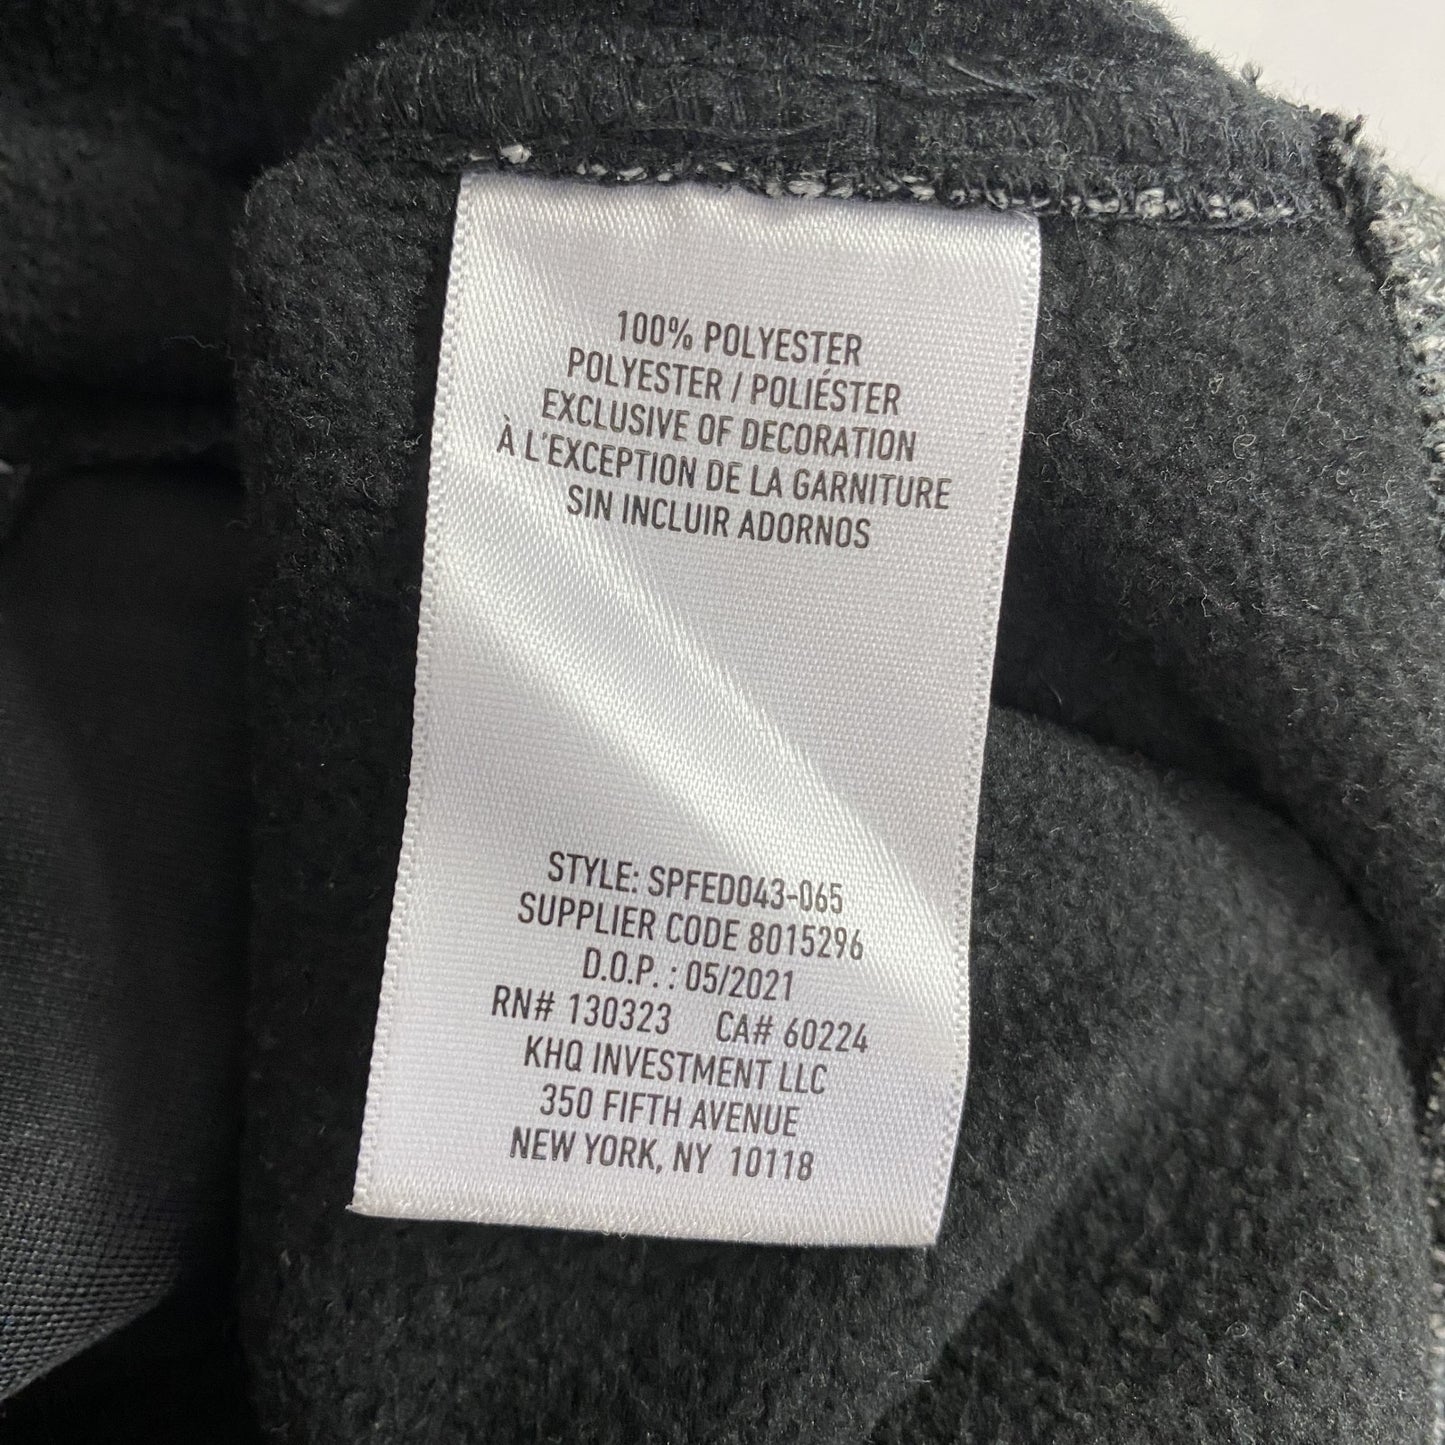 100% POLYESTER
POLYESTER / POLIÉSTER
EXCLUSIVE OF DECORATION
À L'EXCEPTION DE LA GARNITURE
SIN INCLUIR ADORNOS
STYLE: SPFED043-065
SUPPLIER CODE 8015296
D.O.P. : 05/2021
RN# 130323 CA# 60224
KHQ INVESTMENT LLC
350 FIFTH AVENUE
NEW YORK, NY 10118